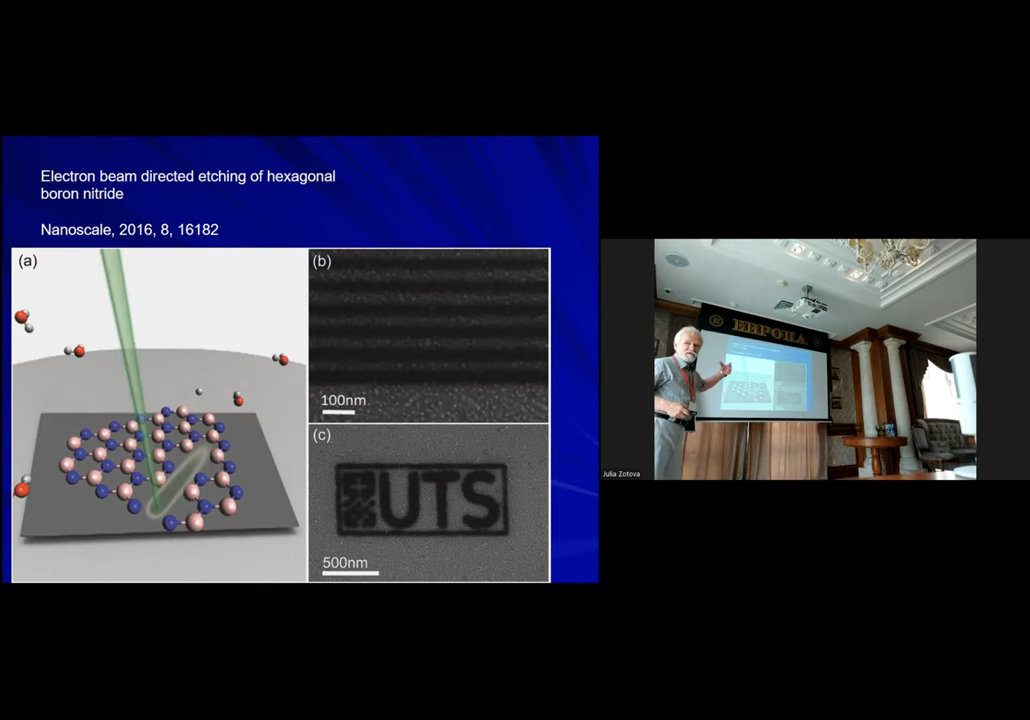 Electron beam directed etching of hexagonal
boron nitride
Nanoscale, 2016, 8, 16182
(a)
(b)
100nm
(c)
UTS
500nm
ЕВРОПА
Julia Zotova